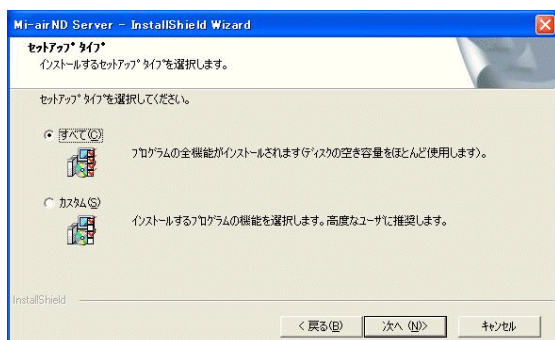 Mi-airND Server - InstallShield Wizard
セットアップ タイプ
インストールするセットアップ タイプを選択します。
セットアップ タイプを選択してください。
すべて(C)
プログラムの全機能がインストールされます(ディスクの空き容量をほとんど使用します)。
カスタム(S)
インストールするプログラムの機能を選択します。高度なユーザに推奨します。
InstallShield
< 戻る(B)
次へ (N)>
キャンセル